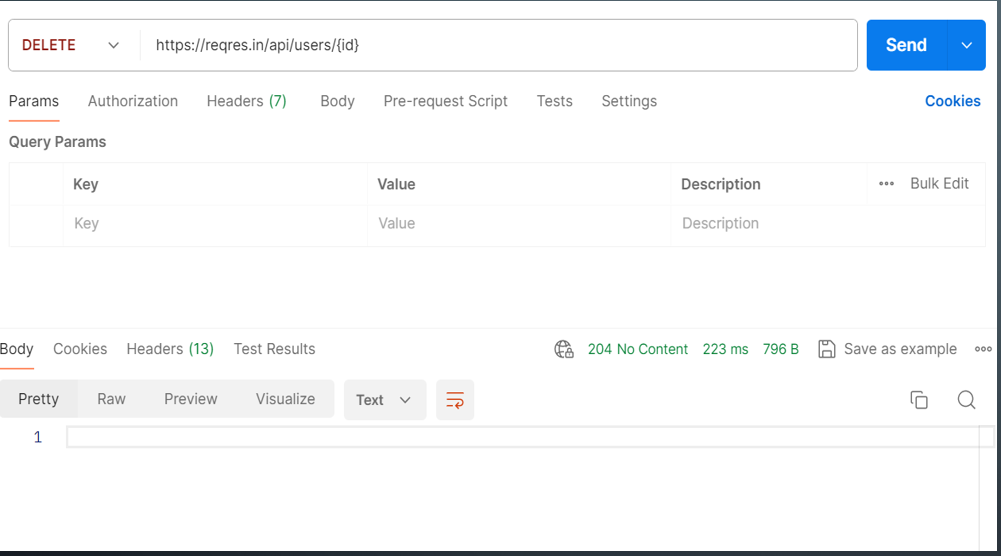 DELETE https://reqres.in/api/users/{id} Send
Params Authorization Headers (7) Body Pre-request Script Tests Settings Cookies
Query Params
Key Value Description ••• Bulk Edit
Key Value Description
Body Cookies Headers (13) Test Results 204 No Content 223 ms 796 B Save as example
Pretty Raw Preview Visualize Text
1